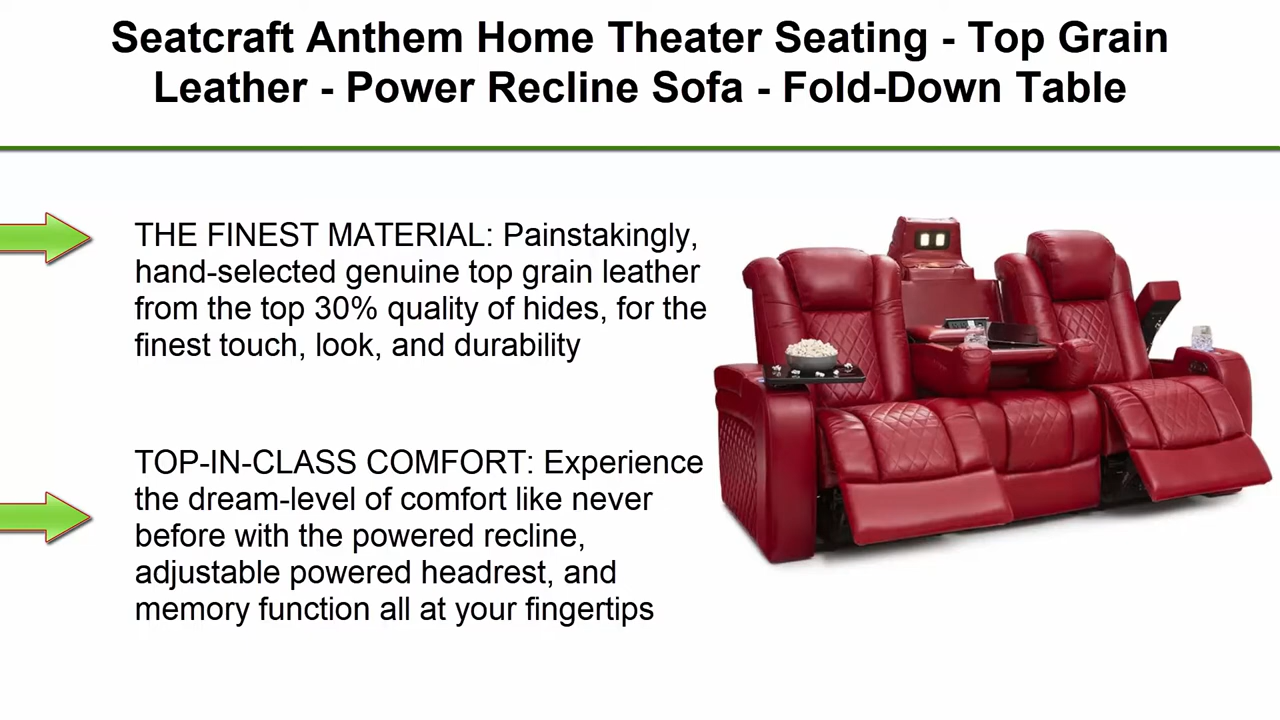 Seatcraft Anthem Home Theater Seating - Top Grain
Leather - Power Recline Sofa - Fold-Down Table
THE FINEST MATERIAL: Painstakingly,
hand-selected genuine top grain leather
from the top 30% quality of hides, for the
finest touch, look, and durability
TOP-IN-CLASS COMFORT: Experience
the dream-level of comfort like never
before with the powered recline,
adjustable powered headrest, and
memory function all at your fingertips